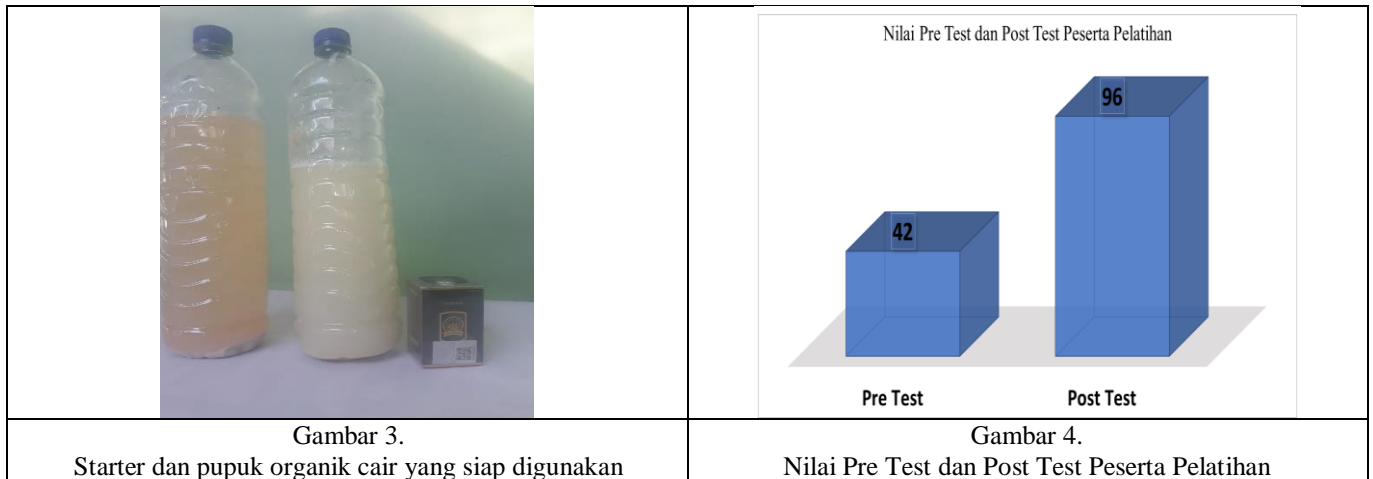 Nilai Pre Test dan Post Test Peserta Pelatihan
42
96
Pre Test
Post Test
Gambar 3.
Starter dan pupuk organik cair yang siap digunakan
Gambar 4.
Nilai Pre Test dan Post Test Peserta Pelatihan